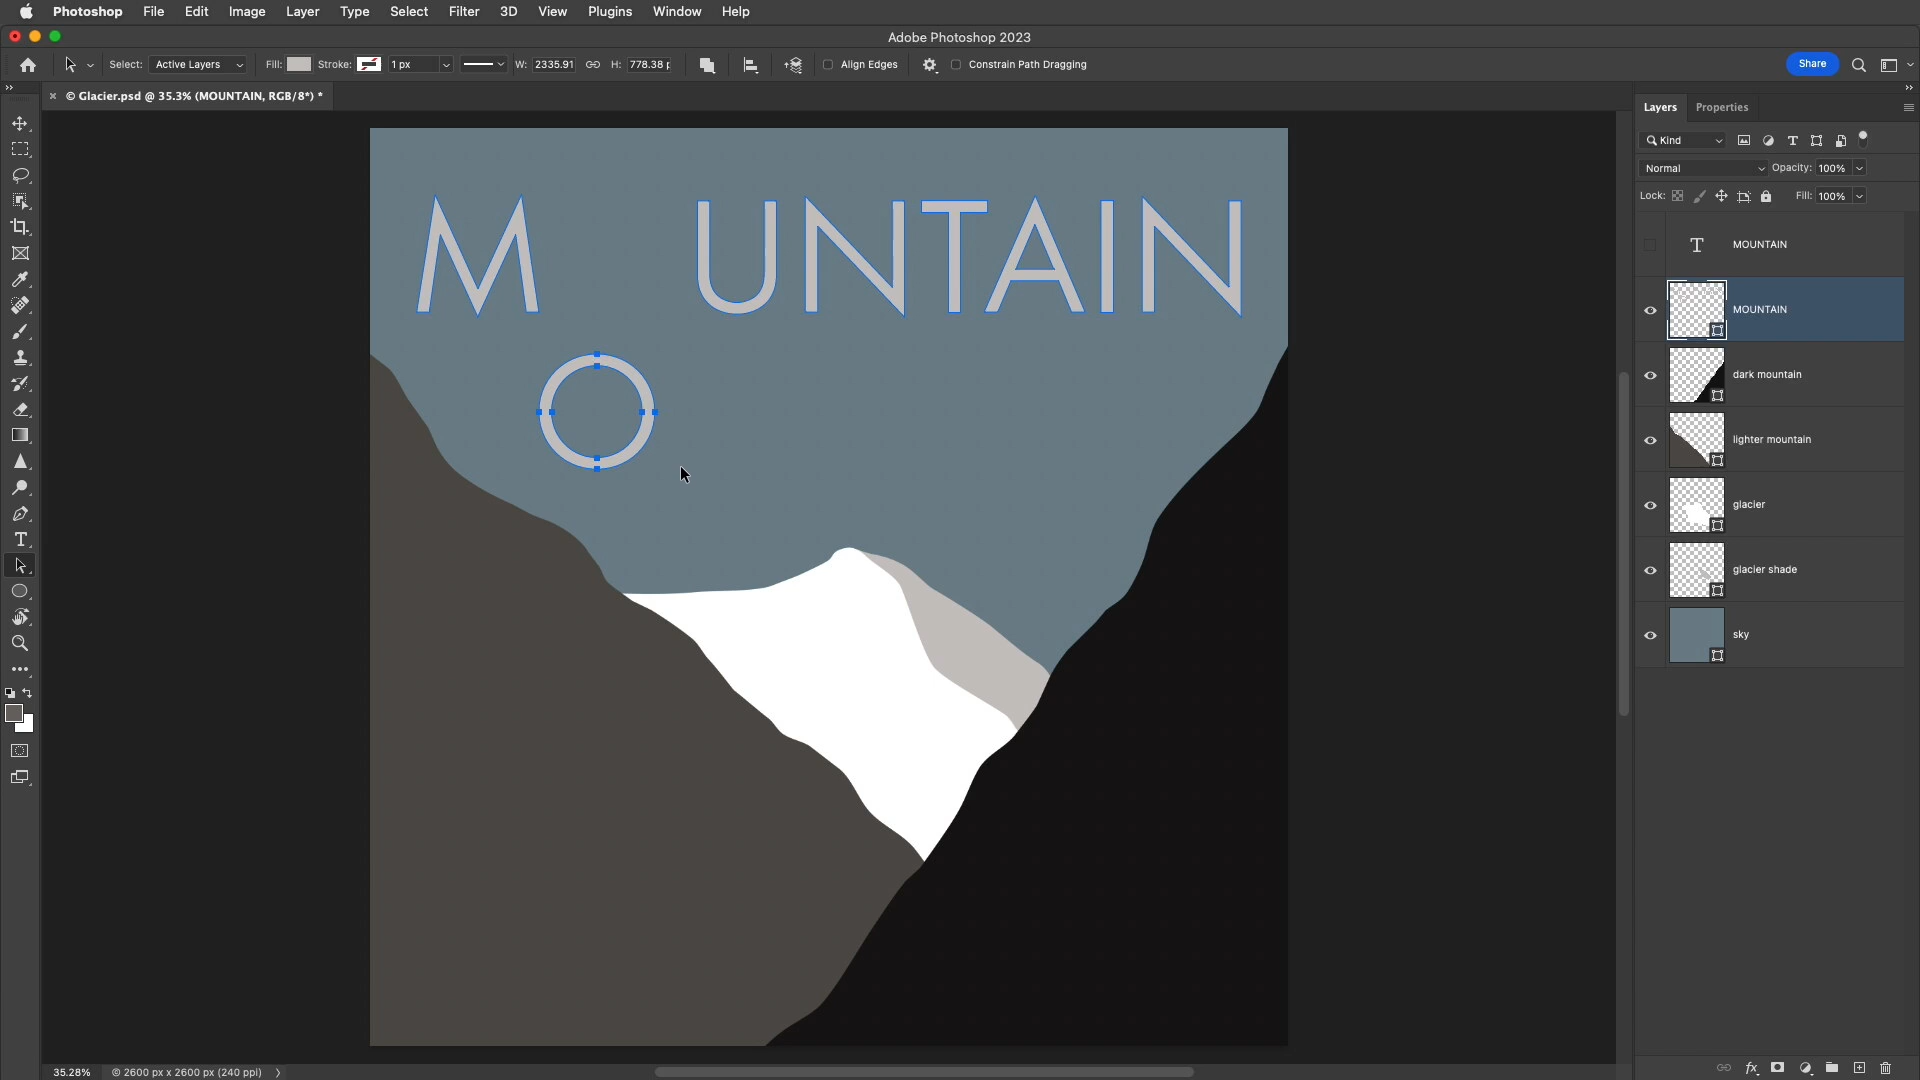 Photoshop File Edit Image Layer Type Select Filter 3D View Plugins Window Help
Adobe Photoshop 2023
Select: Active Layers Fill: Stroke: 1 px W: 2335.91 H: 778.38 p Align Edges Constrain Path Dragging Share
× © Glacier.psd @ 35.3% (MOUNTAIN, RGB/8*) *
Layers Properties
Kind
Normal Opacity: 100%
Lock: Fill: 100%
M UNTAIN
O
MOUNTAIN
MOUNTAIN
dark mountain
lighter mountain
glacier
glacier shade
sky
35.28% © 2600 px x 2600 px (240 ppi)